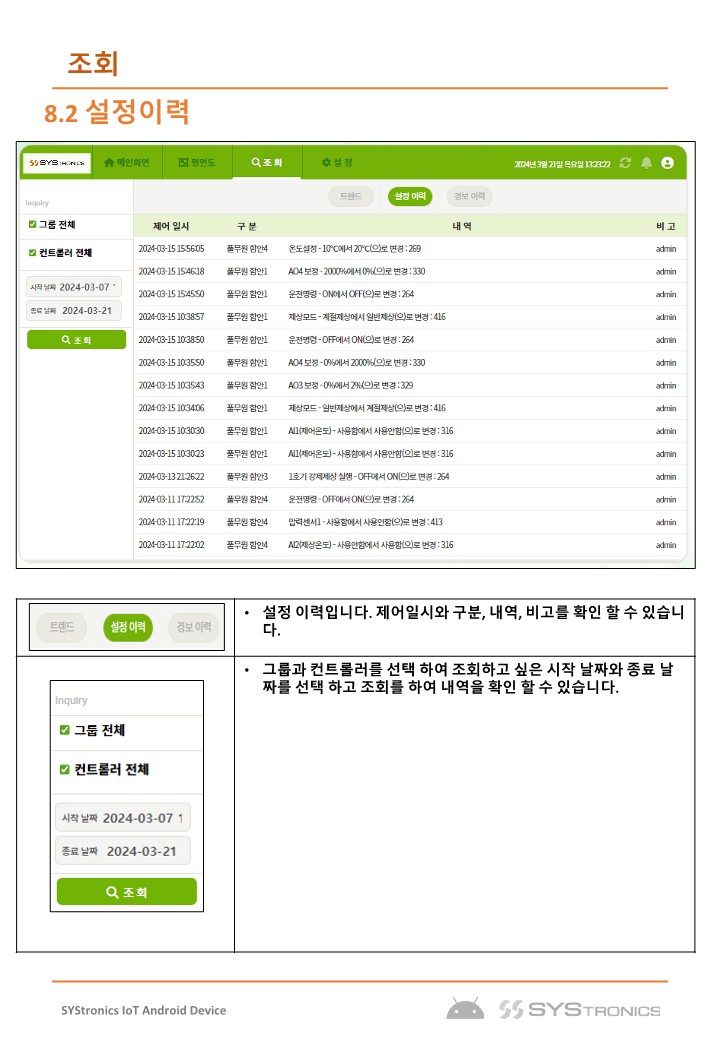 조회
8.2 설정이력
SYSTRONICS 메인화면 평면도 조 회 설 정 2024년 3월 21일 목요일 13:23:22
트렌드 설정 이력 경보 이력
Inquiry
그룹 전체
컨트롤러 전체
시작 날짜 2024-03-07
종료 날짜 2024-03-21
조 회
제어 일시 구 분 내 역 비 고
2024-03-15 15:56:05 풀무원 함안4 온도설정 - 10℃에서 20℃(으)로 변경 : 269 admin
2024-03-15 15:46:18 풀무원 함안1 AO4 보정 - 2000%에서 0%(으)로 변경 : 330 admin
2024-03-15 15:45:50 풀무원 함안1 운전명령 - ON에서 OFF(으)로 변경 : 264 admin
2024-03-15 10:38:57 풀무원 함안1 제상모드 - 계절제상에서 일반제상(으)로 변경 : 416 admin
2024-03-15 10:38:50 풀무원 함안1 운전명령 - OFF에서 ON(으)로 변경 : 264 admin
2024-03-15 10:35:50 풀무원 함안1 AO4 보정 - 0%에서 2000%(으)로 변경 : 330 admin
2024-03-15 10:35:43 풀무원 함안1 AO3 보정 - 0%에서 2%(으)로 변경 : 329 admin
2024-03-15 10:34:06 풀무원 함안1 제상모드 - 일반제상에서 계절제상(으)로 변경 : 416 admin
2024-03-15 10:30:30 풀무원 함안1 AI1(제어온도) - 사용함에서 사용안함(으)로 변경 : 316 admin
2024-03-15 10:30:23 풀무원 함안1 AI1(제어온도) - 사용함에서 사용안함(으)로 변경 : 316 admin
2024-03-13 21:26:22 풀무원 함안3 1호기 강제제상 실행 - OFF에서 ON(으)로 변경 : 264 admin
2024-03-11 17:22:52 풀무원 함안4 운전명령 - OFF에서 ON(으)로 변경 : 264 admin
2024-03-11 17:22:19 풀무원 함안4 압력센서1 - 사용함에서 사용안함(으)로 변경 : 413 admin
2024-03-11 17:22:02 풀무원 함안4 AI2(제상온도) - 사용안함에서 사용함(으)로 변경 : 316 admin
트렌드 설정 이력 경보 이력
• 설정 이력입니다. 제어일시와 구분, 내역, 비고를 확인 할 수 있습니
다.
• 그룹과 컨트롤러를 선택 하여 조회하고 싶은 시작 날짜와 종료 날
짜를 선택 하고 조회를 하여 내역을 확인 할 수 있습니다.
Inquiry
그룹 전체
컨트롤러 전체
시작 날짜 2024-03-07 1
종료 날짜 2024-03-21
조 회
SYStronics IoT Android Device
SYSTRONICS